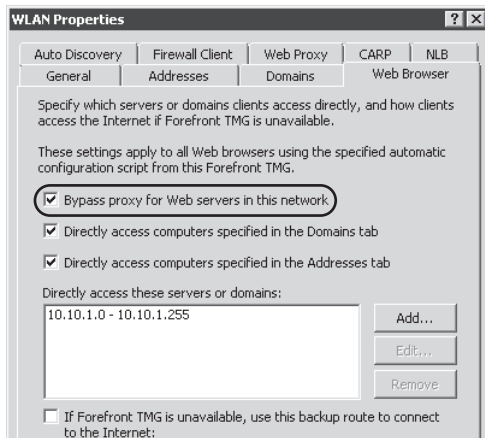 WLAN Properties
Auto Discovery Firewall Client Web Proxy CARP NLB
General Addresses Domains Web Browser
Specify which servers or domains clients access directly, and how clients
access the Internet if Forefront TMG is unavailable.
These settings apply to all Web browsers using the specified automatic
configuration script from this Forefront TMG.
Bypass proxy for Web servers in this network
Directly access computers specified in the Domains tab
Directly access computers specified in the Addresses tab
Directly access these servers or domains:
10.10.1.0 - 10.10.1.255
Add...
Edit...
Remove
If Forefront TMG is unavailable, use this backup route to connect
to the Internet: